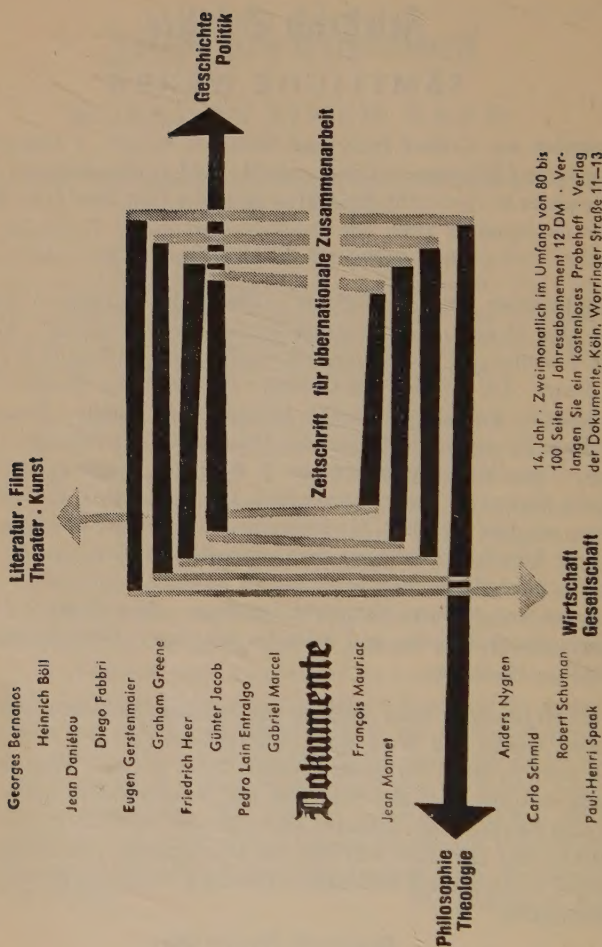 Georges Bernanos
Heinrich Böll
Jean Daniélou
Diego Fabbri
Eugen Gerstenmaier
Graham Greene
Friedrich Heer
Günter Jacob
Pedro Lain Entralgo
Gabriel Marcel
Dokumente
François Mauriac
Jean Monnet
Anders Nygren
Carlo Schmid
Robert Schuman
Paul-Henri Spaak
Literatur · Film
Theater · Kunst
Geschichte
Politik
Zeitschrift für übernationale Zusammenarbeit
Philosophie
Theologie
Wirtschaft
Gesellschaft
14. Jahr · Zweimonatlich im Umfang von 80 bis
100 Seiten · Jahresabonnement 12 DM · Ver-
langen Sie ein kostenloses Probeheft · Verlag
der Dokumente, Köln, Worringer Straße 11—13